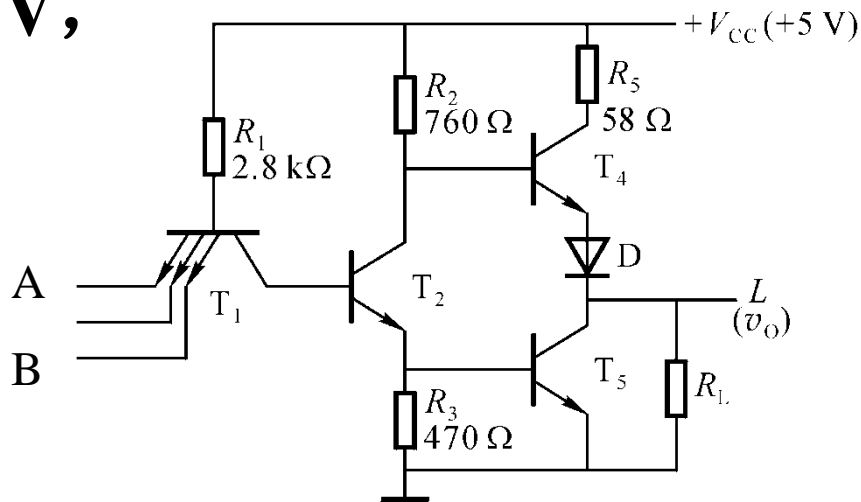 V,
+V_CC (+5 V)
R_2
760 Ω
R_5
58 Ω
R_1
2.8 kΩ
T_4
D
A
T_1
T_2
L
(v_O)
B
T_5
R_L
R_3
470 Ω